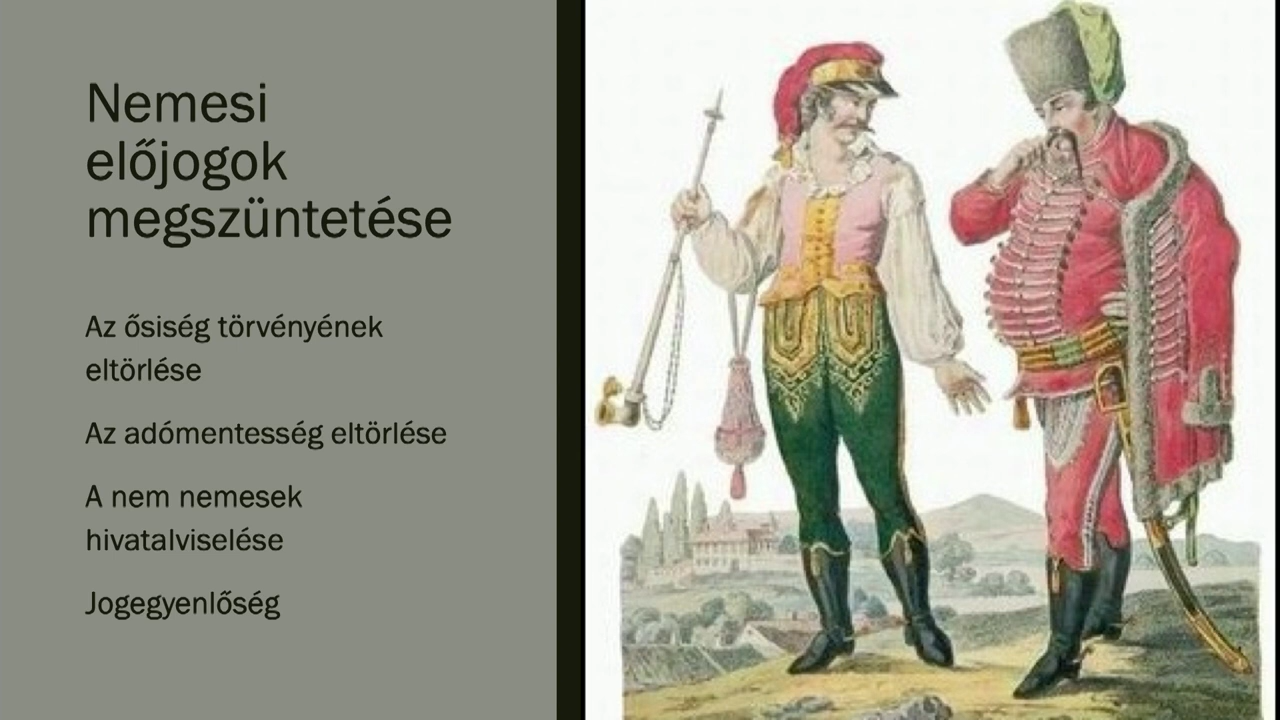 Nemesi
előjogok
megszüntetése
Az ősiség törvényének
eltörlése
Az adómentesség eltörlése
A nem nemesek
hivatalviselése
Jogegyenlőség